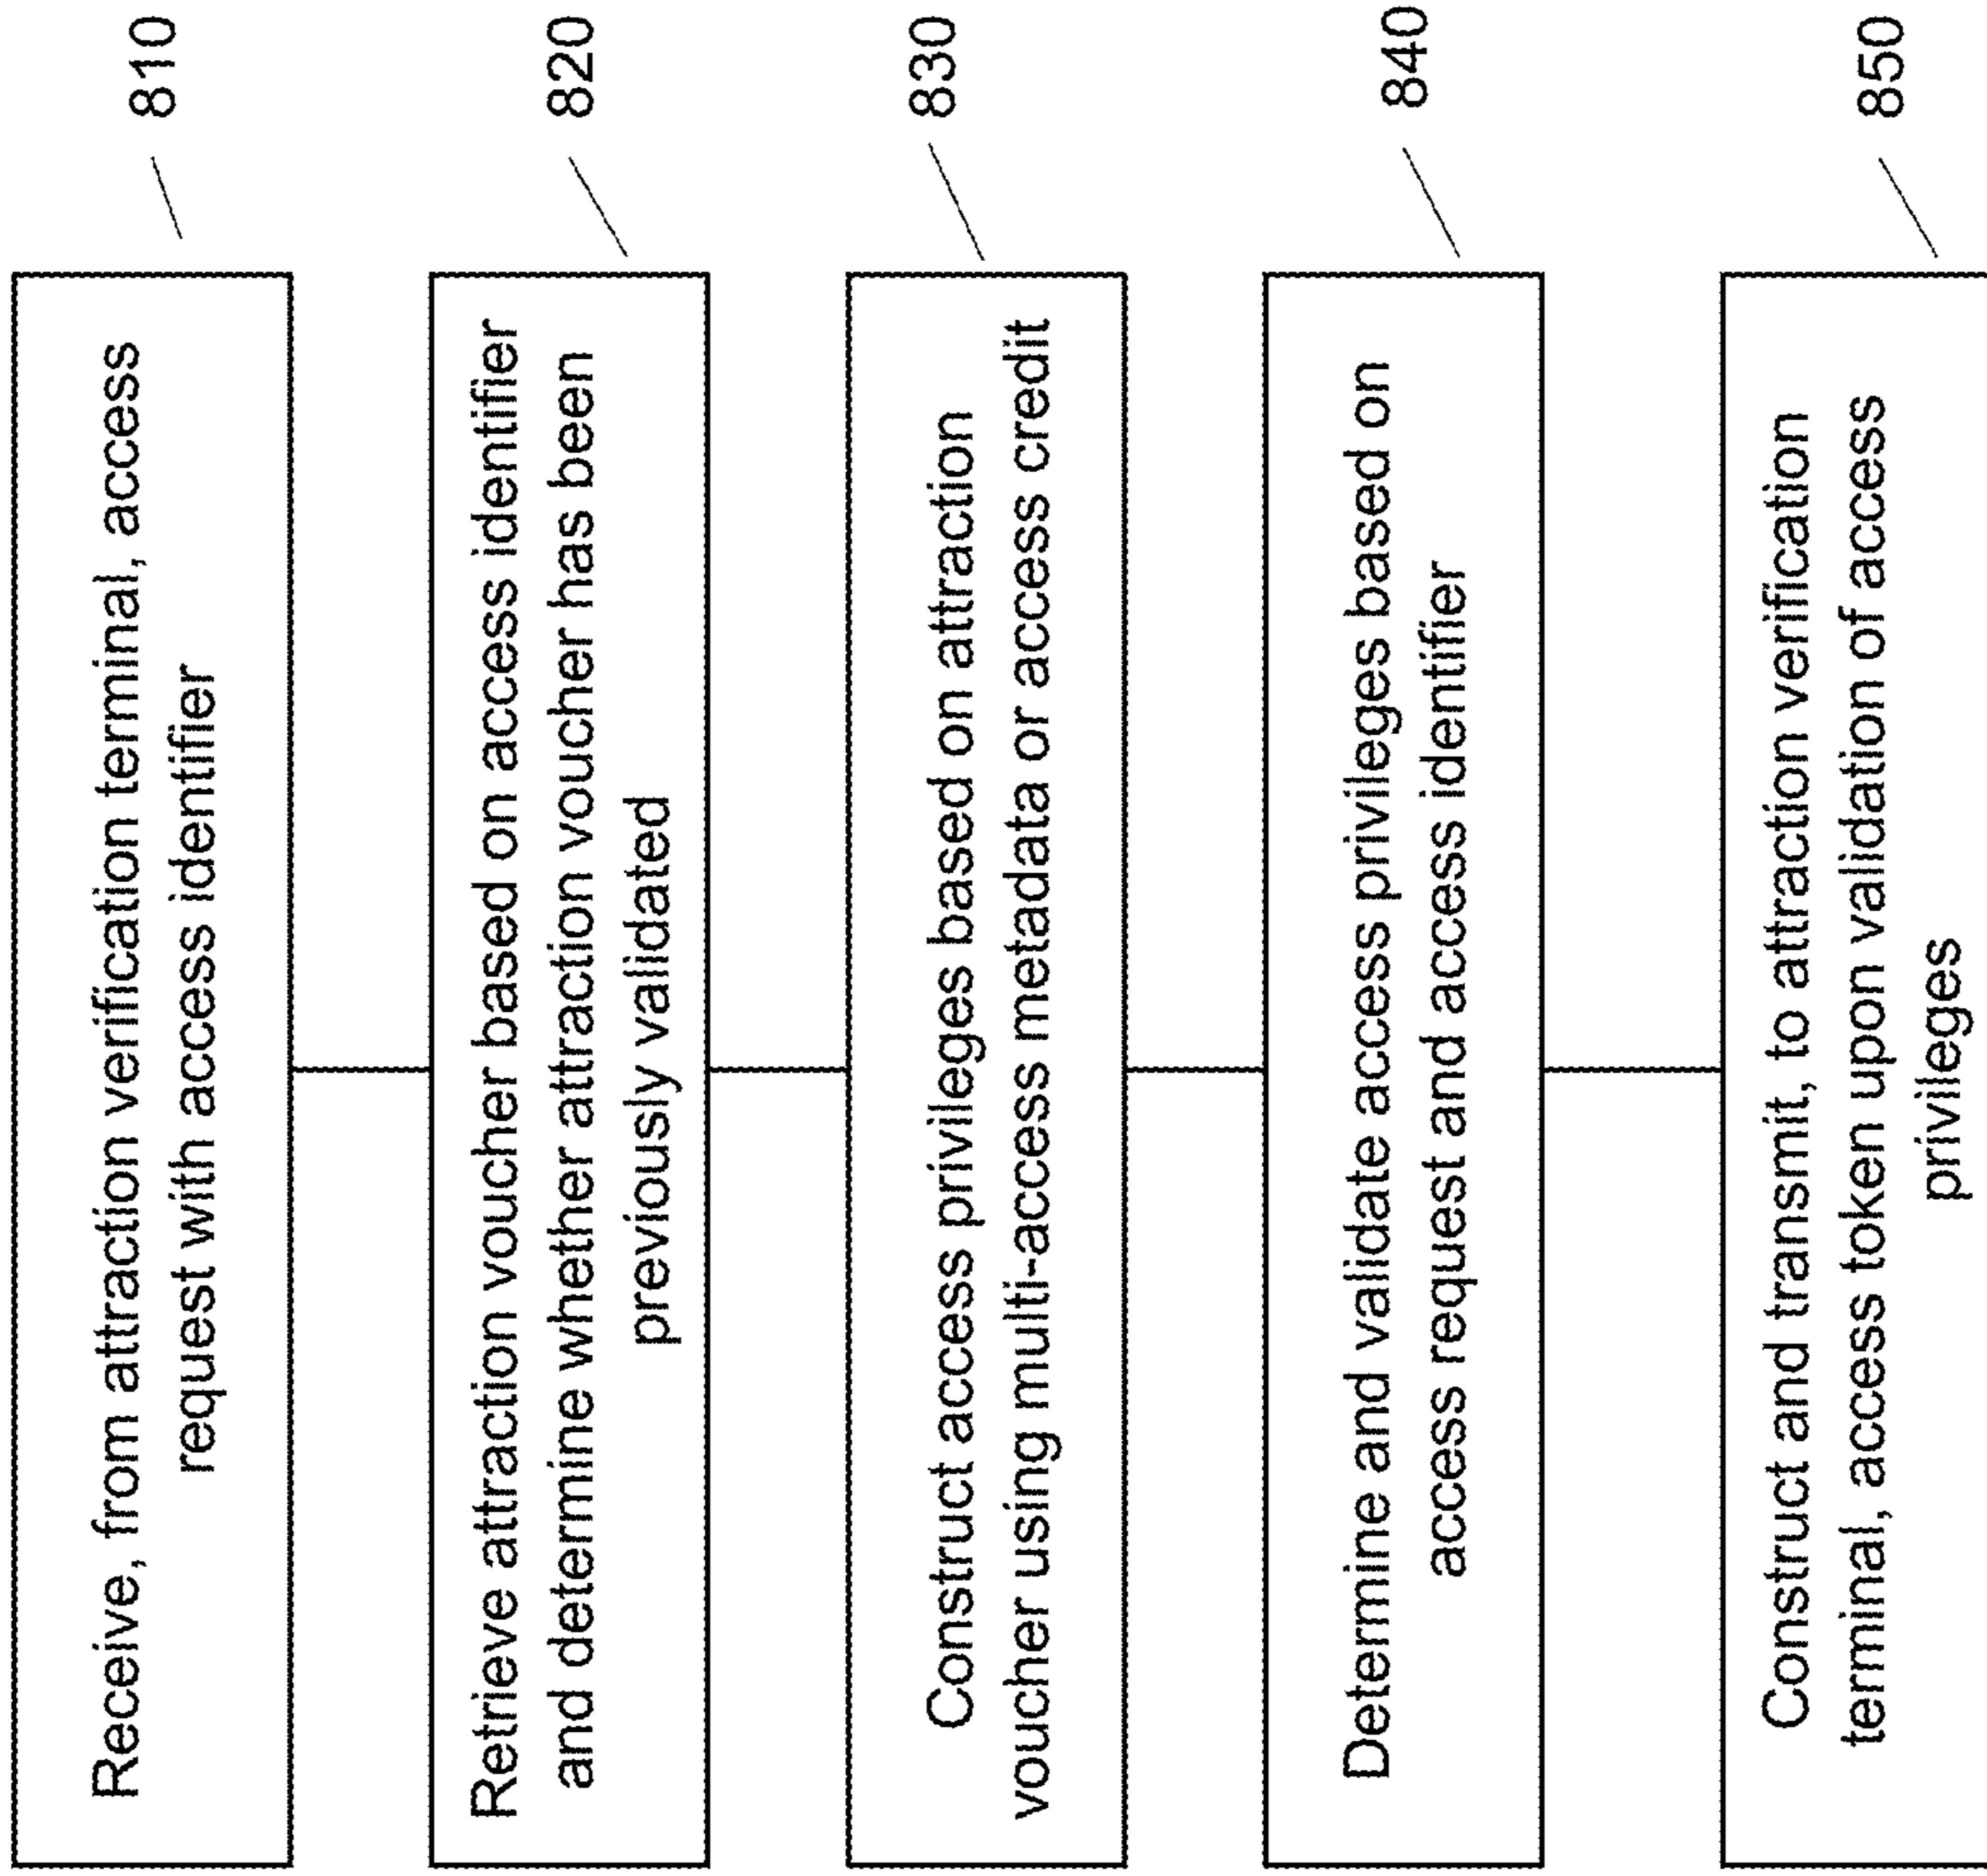 Receive, from attraction verification terminal, access
request with access identifier
810
Retrieve attraction voucher based on access identifier
and determine whether attraction voucher has been
previously validated
820
Construct access privileges based on attraction
voucher using multi-access metadata or access credit
830
Determine and validate access privileges based on
access request and access identifier
840
Construct and transmit, to attraction verification
terminal, access token upon validation of access
privileges
850